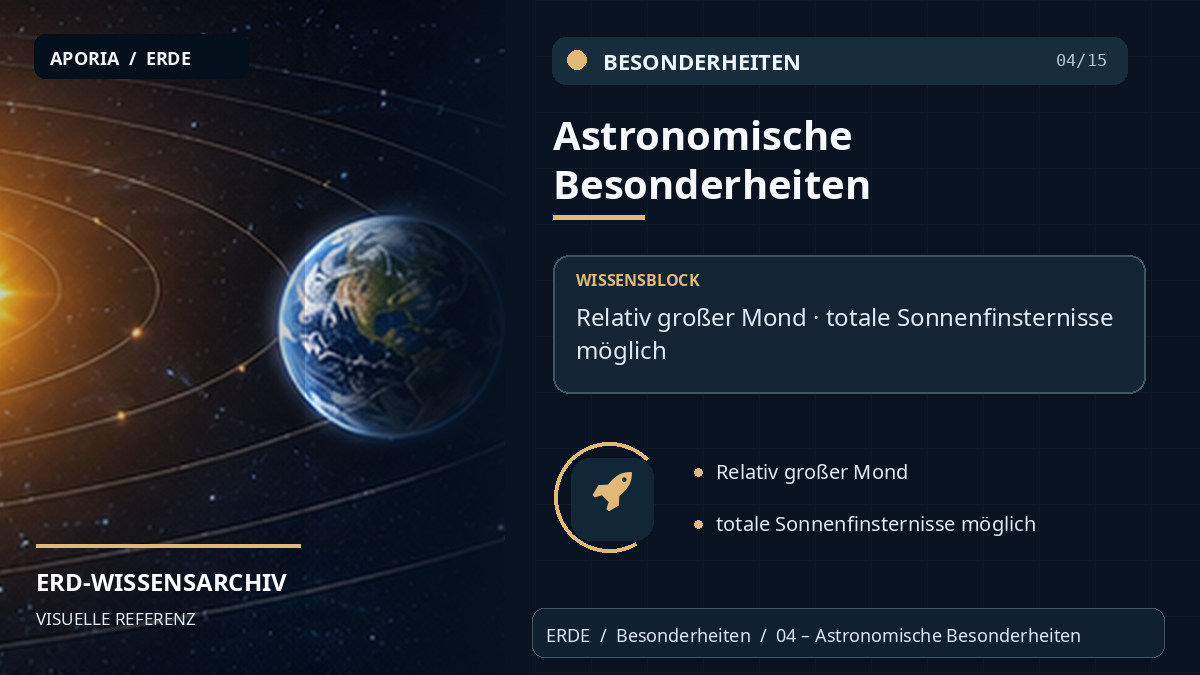 APORIA / ERDE
BESONDERHEITEN
04/15
Astronomische
Besonderheiten
WISSENSBLOCK
Relativ großer Mond · totale Sonnenfinsternisse
möglich
Relativ großer Mond
totale Sonnenfinsternisse möglich
ERD-WISSENSARCHIV
VISUELLE REFERENZ
ERDE / Besonderheiten / 04 – Astronomische Besonderheiten